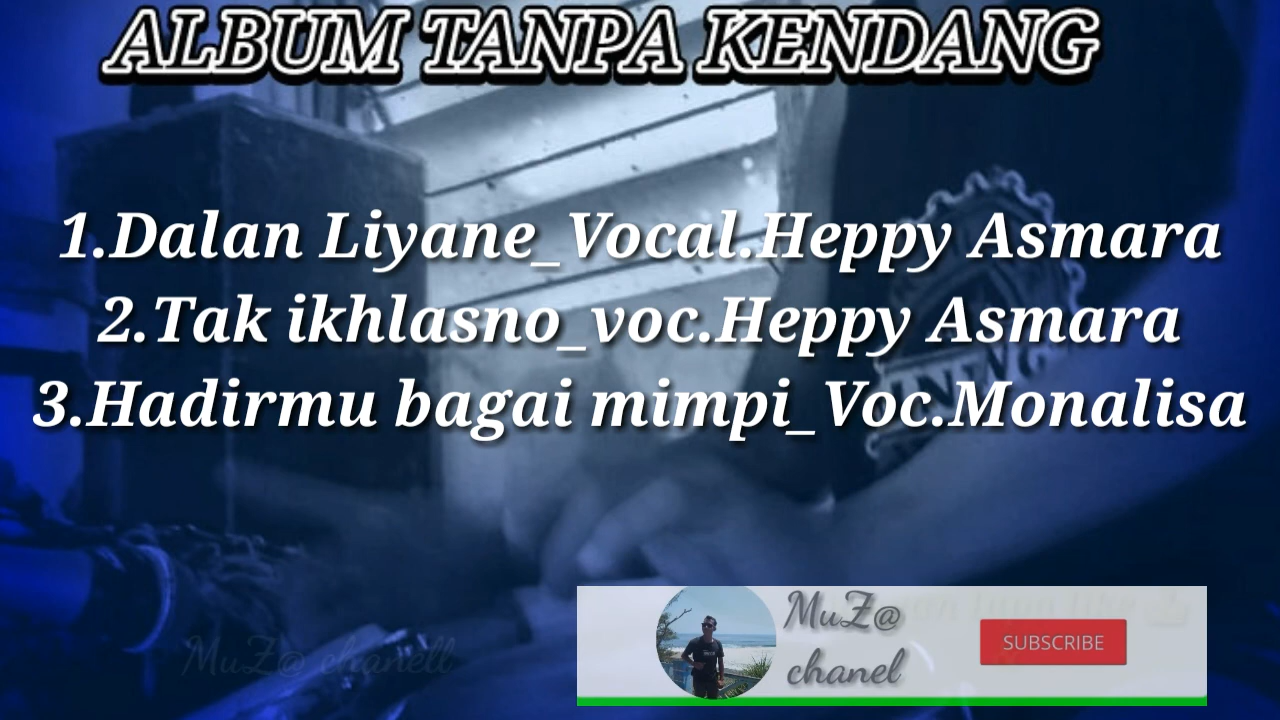 ALBUM TANPA KENDANG
1.Dalan Liyane_Vocal.Heppy Asmara
2.Tak ikhlasno_voc.Heppy Asmara
3.Hadirmu bagai mimpi_Voc.Monalisa
MuZ@
chanel
SUBSCRIBE
MuZ@ chanell